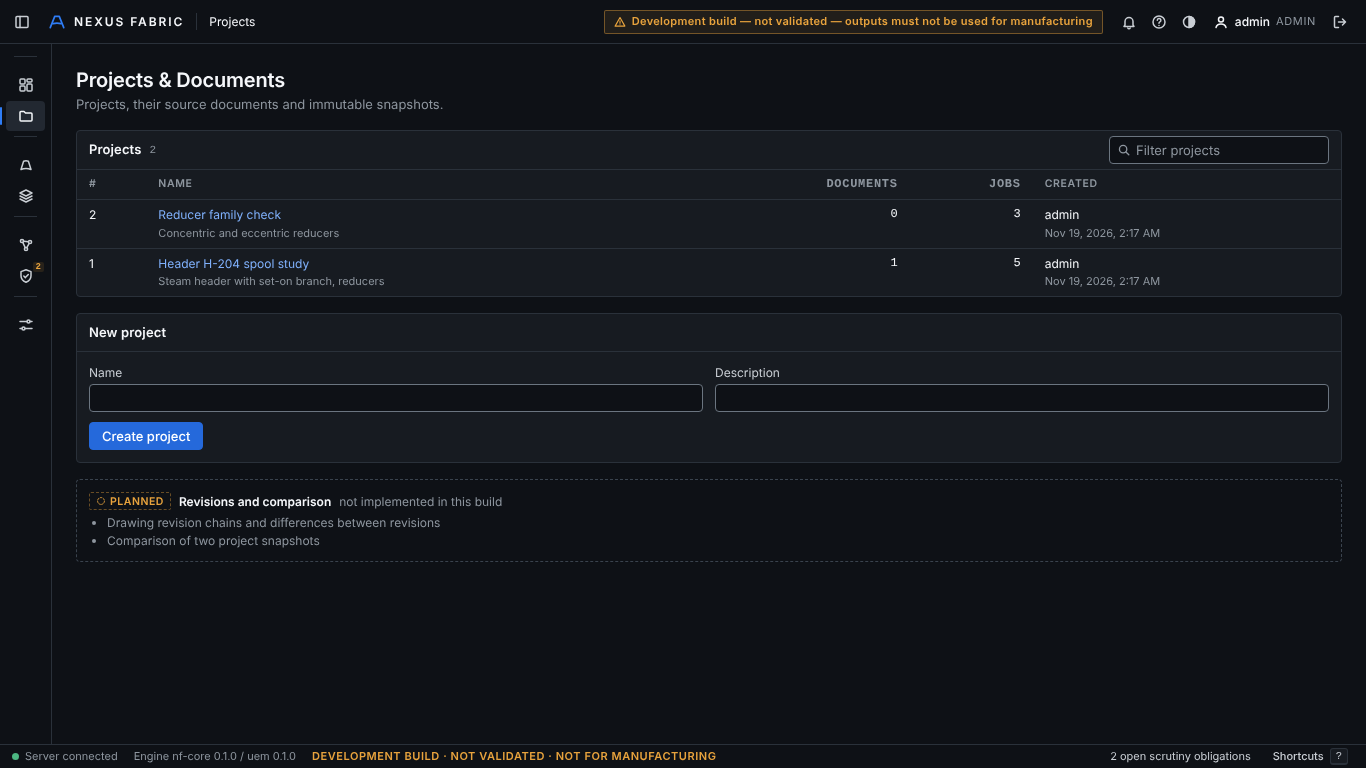 NEXUS FABRIC Projects Development build — not validated — outputs must not be used for manufacturing admin ADMIN
Projects & Documents
Projects, their source documents and immutable snapshots.
Projects 2 Filter projects
# NAME DOCUMENTS JOBS CREATED
2 Reducer family check 0 3 admin
Concentric and eccentric reducers Nov 19, 2026, 2:17 AM
1 Header H-204 spool study 1 5 admin
Steam header with set-on branch, reducers Nov 19, 2026, 2:17 AM
2
New project
Name Description
Create project
PLANNED Revisions and comparison not implemented in this build
• Drawing revision chains and differences between revisions
• Comparison of two project snapshots
Server connected Engine nf-core 0.1.0 / uem 0.1.0 DEVELOPMENT BUILD · NOT VALIDATED · NOT FOR MANUFACTURING 2 open scrutiny obligations Shortcuts ?